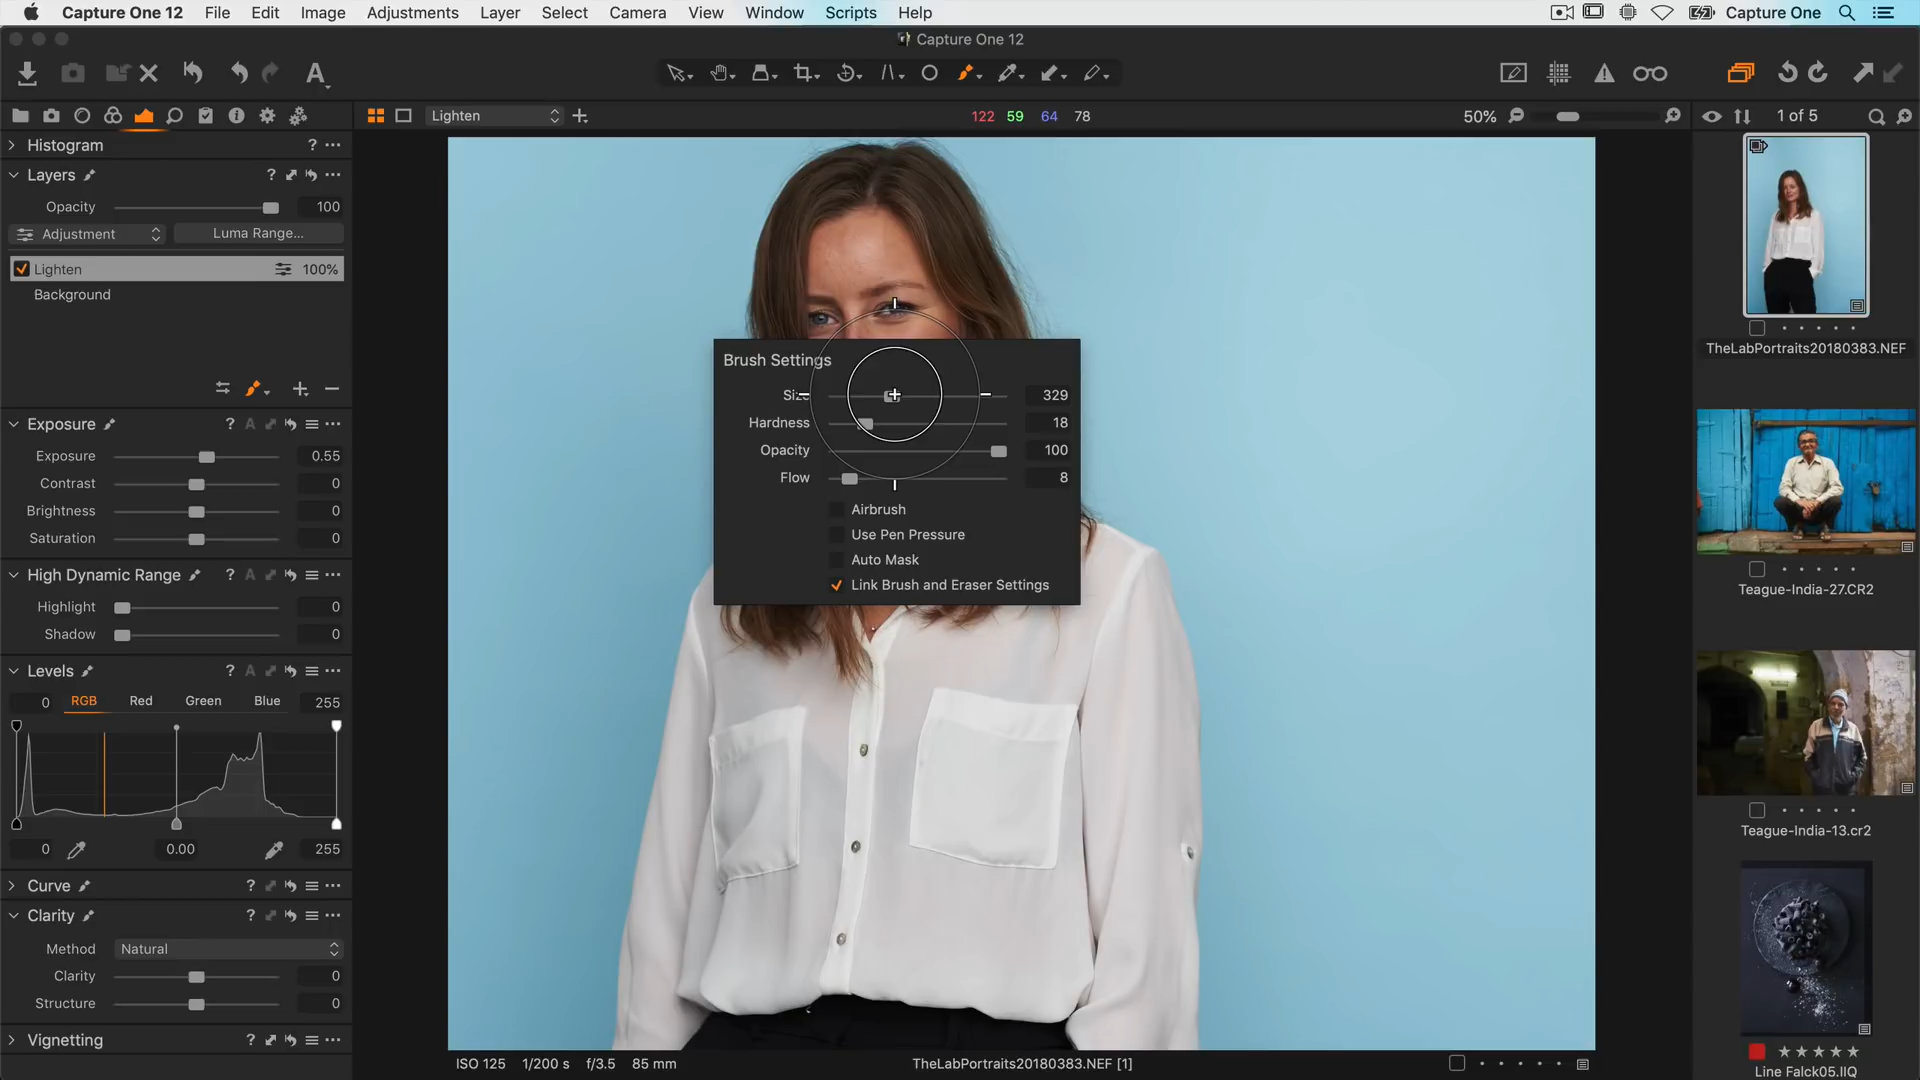 Capture One 12 File Edit Image Adjustments Layer Select Camera View Window Scripts Help Capture One
Capture One 12
Lighten 122 59 64 78 50% 1 of 5
Histogram ? ...
Layers ? ...
Opacity 100
Adjustment Luma Range...
Lighten 100%
Background
Exposure ? A ...
Exposure 0.55
Contrast 0
Brightness 0
Saturation 0
High Dynamic Range ? A ...
Highlight 0
Shadow 0
Levels ? A ...
0 RGB Red Green Blue 255
0 0.00 255
Curve ? ...
Clarity ? ...
Method Natural
Clarity 0
Structure 0
Vignetting ? ...
Brush Settings
Size 329
Hardness 18
Opacity 100
Flow 8
Airbrush
Use Pen Pressure
Auto Mask
Link Brush and Eraser Settings
ISO 125 1/200 s f/3.5 85 mm TheLabPortraits20180383.NEF [1]
TheLabPortraits20180383.NEF
Teague-India-27.CR2
Teague-India-13.cr2
Line Falck05.IIQ